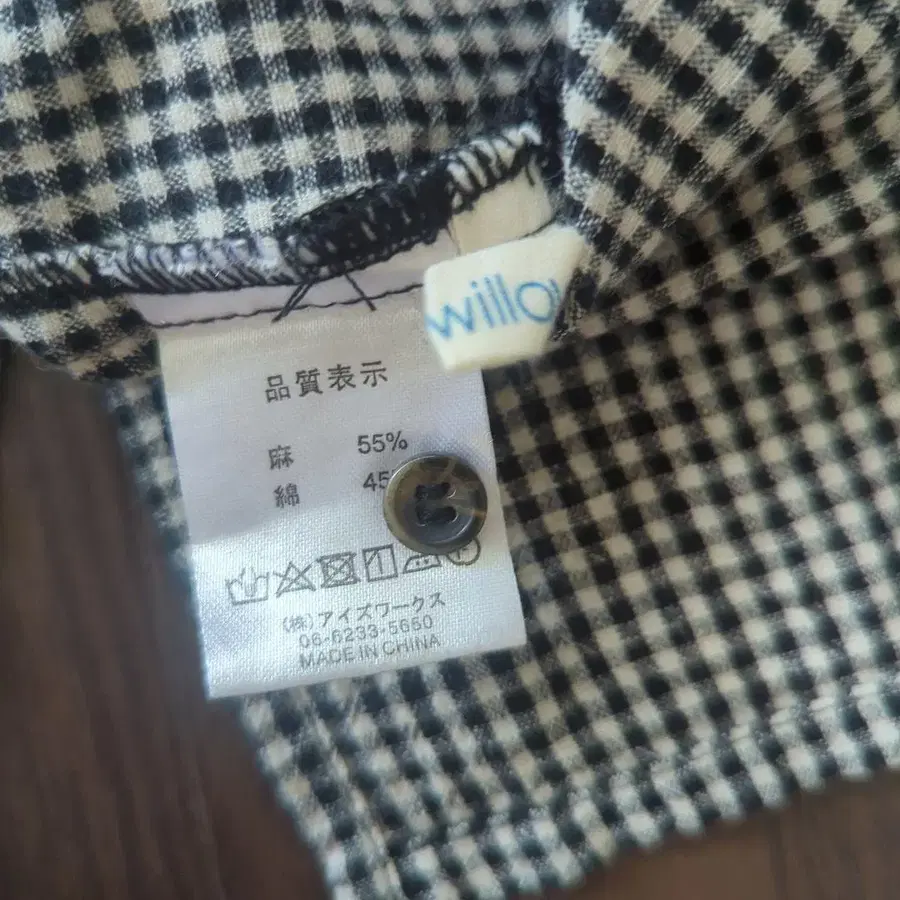 willo
品質表示
麻 55%
綿 45
(株)アイズワークス
06-6233-5660
MADE IN CHINA